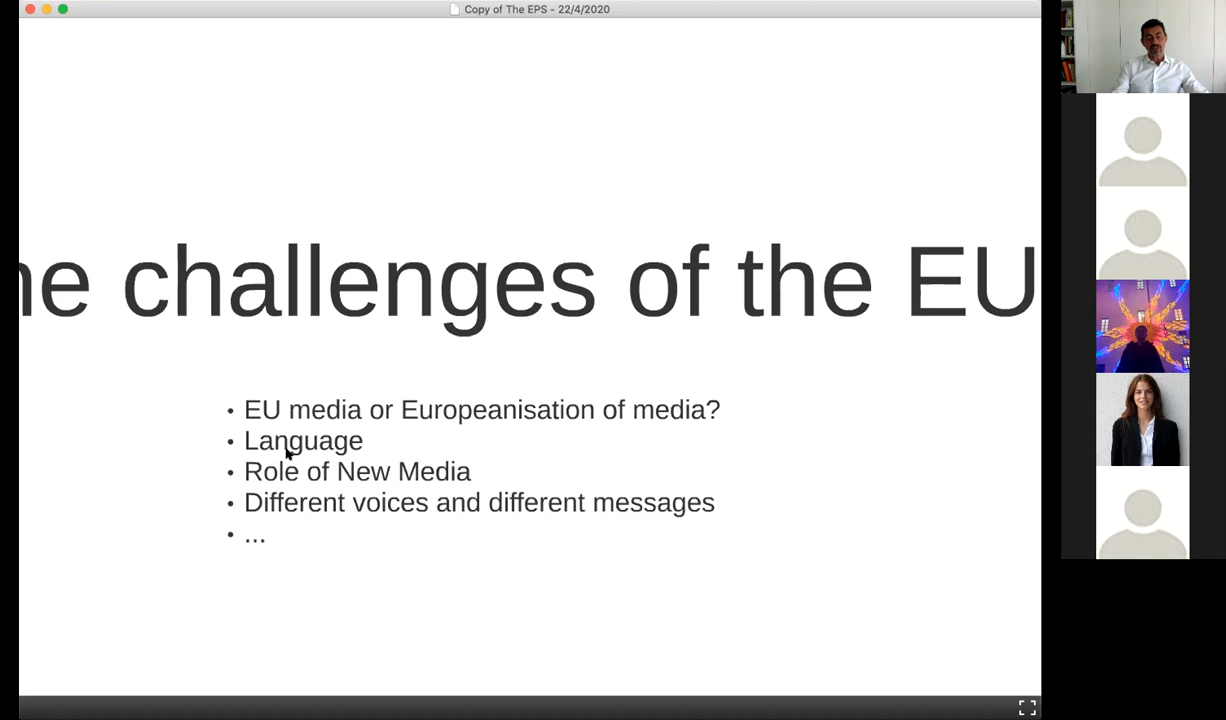 Copy of The EPS - 22/4/2020
he challenges of the EU
• EU media or Europeanisation of media?
• Language
• Role of New Media
• Different voices and different messages
• ...